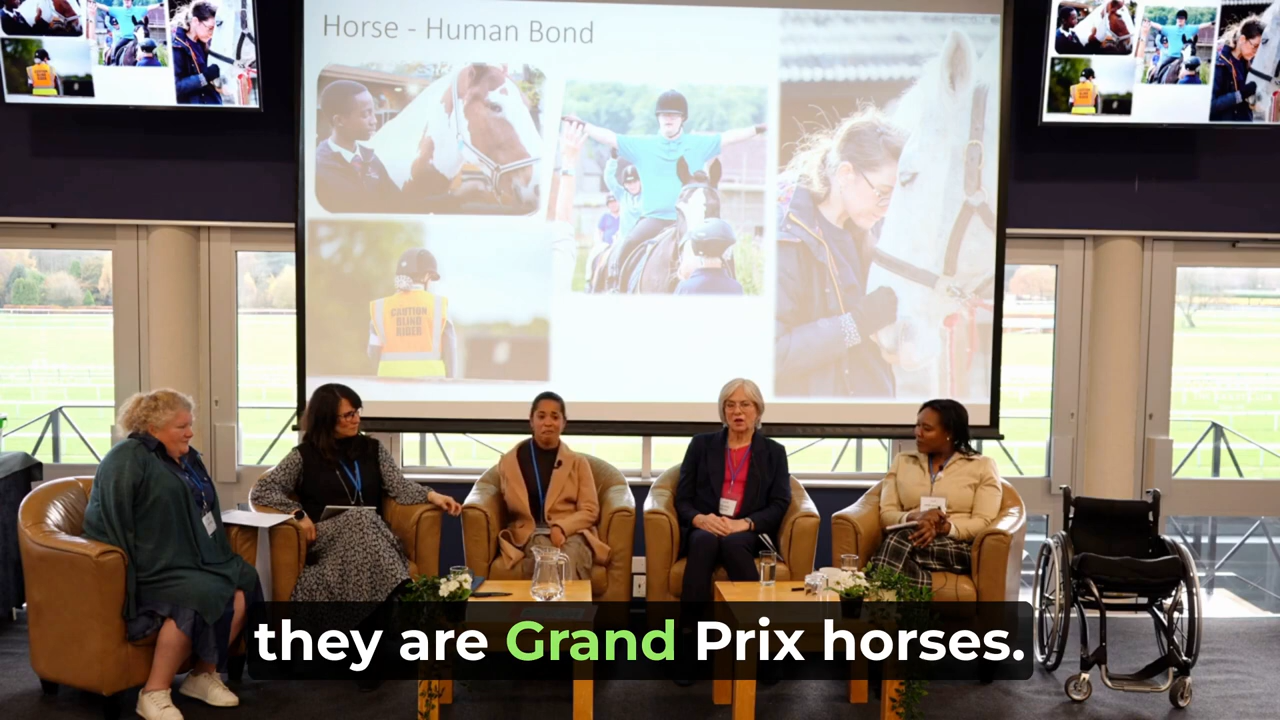 Horse - Human Bond
CAUTION
BLIND
RIDER
they are Grand Prix horses.